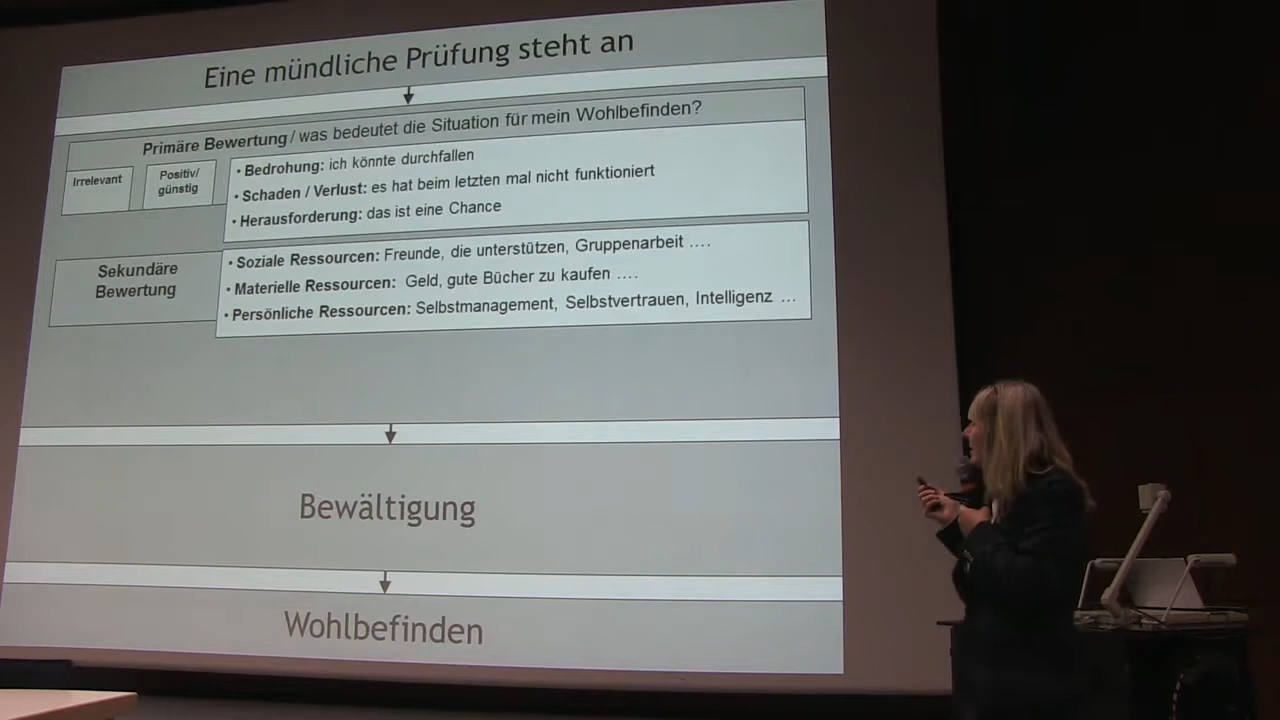 Eine mündliche Prüfung steht an
Primäre Bewertung / was bedeutet die Situation für mein Wohlbefinden?
Irrelevant
Positiv/
günstig
• Bedrohung: ich könnte durchfallen
• Schaden / Verlust: es hat beim letzten mal nicht funktioniert
• Herausforderung: das ist eine Chance
Sekundäre
Bewertung
• Soziale Ressourcen: Freunde, die unterstützen, Gruppenarbeit ....
• Materielle Ressourcen: Geld, gute Bücher zu kaufen ....
• Persönliche Ressourcen: Selbstmanagement, Selbstvertrauen, Intelligenz ...
Bewältigung
Wohlbefinden